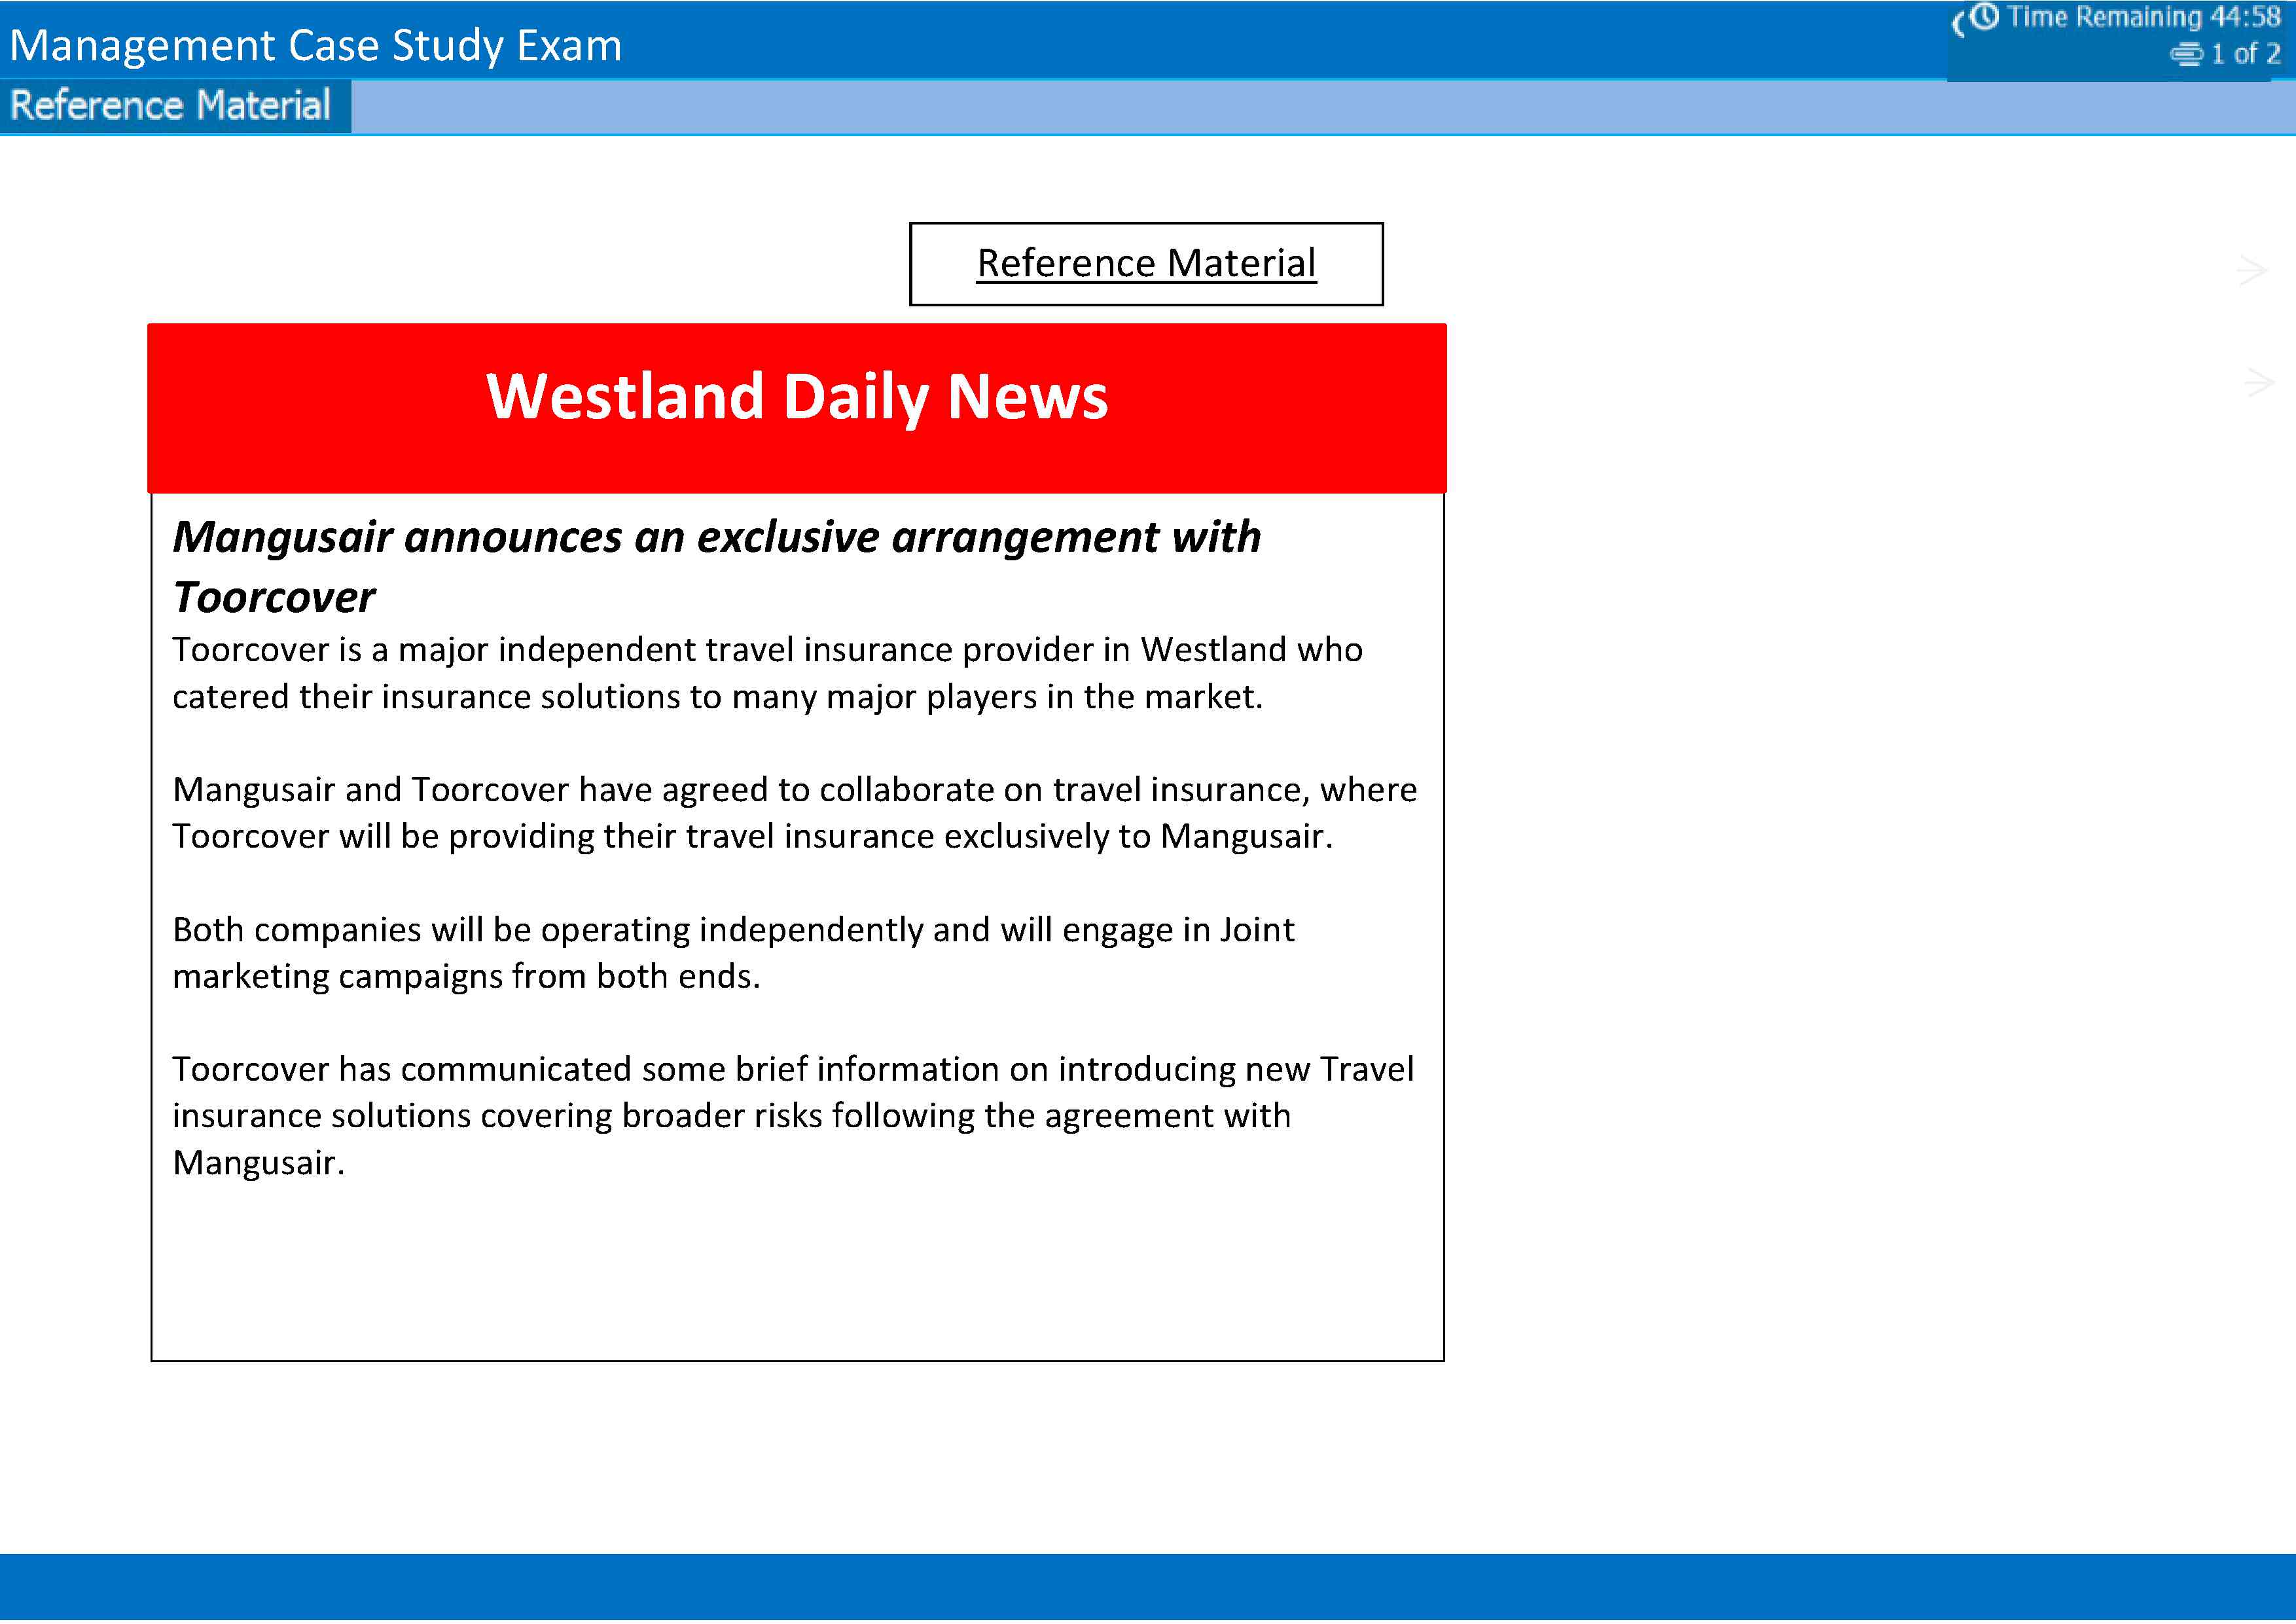 Management Case Study Exam
Time Remaining 44:58
1 of 2
Reference Material
Reference Material
Westland Daily News
Mangusair announces an exclusive arrangement with
Toorcover
Toorcover is a major independent travel insurance provider in Westland who
catered their insurance solutions to many major players in the market.
Mangusair and Toorcover have agreed to collaborate on travel insurance, where
Toorcover will be providing their travel insurance exclusively to Mangusair.
Both companies will be operating independently and will engage in Joint
marketing campaigns from both ends.
Toorcover has communicated some brief information on introducing new Travel
insurance solutions covering broader risks following the agreement with
Mangusair.